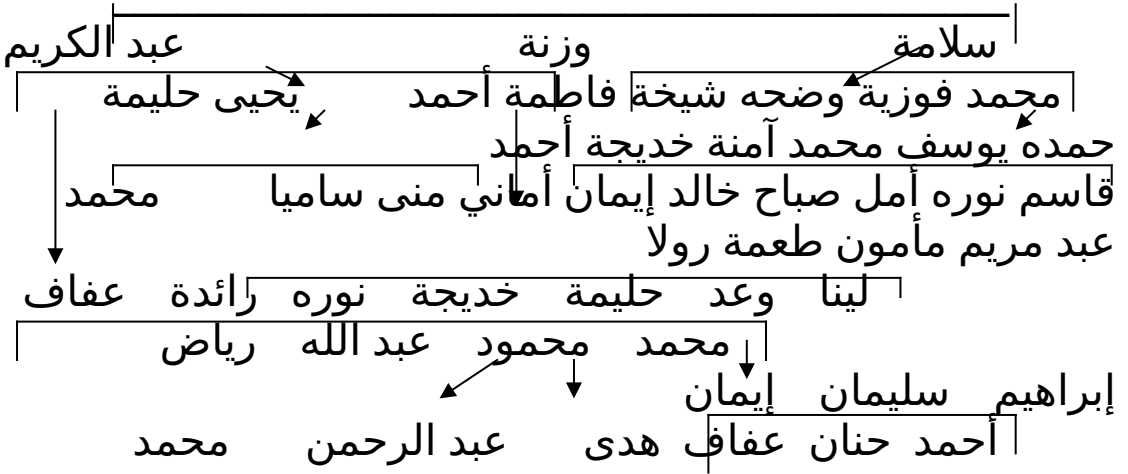 سلامة وزنة عبد الكريم
محمد فوزية وضحه شيخة فاطمة أحمد يحيى حليمة
حمده يوسف محمد آمنة خديجة أحمد
قاسم نوره أمل صباح خالد إيمان أماني منى ساميا محمد
عبد مريم مأمون طعمة رولا
لينا وعد حليمة خديجة نوره رائدة عفاف
محمد محمود عبد الله رياض
إبراهيم سليمان إيمان
أحمد حنان عفاف هدى عبد الرحمن محمد